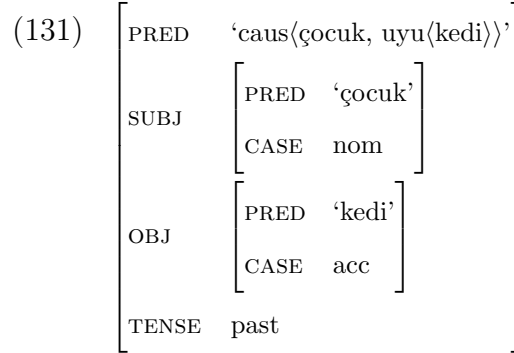 (131)
PRED ‘caus⟨çocuk, uyu⟨kedi⟩⟩’
SUBJ
PRED ‘çocuk’
CASE nom
OBJ
PRED ‘kedi’
CASE acc
TENSE past